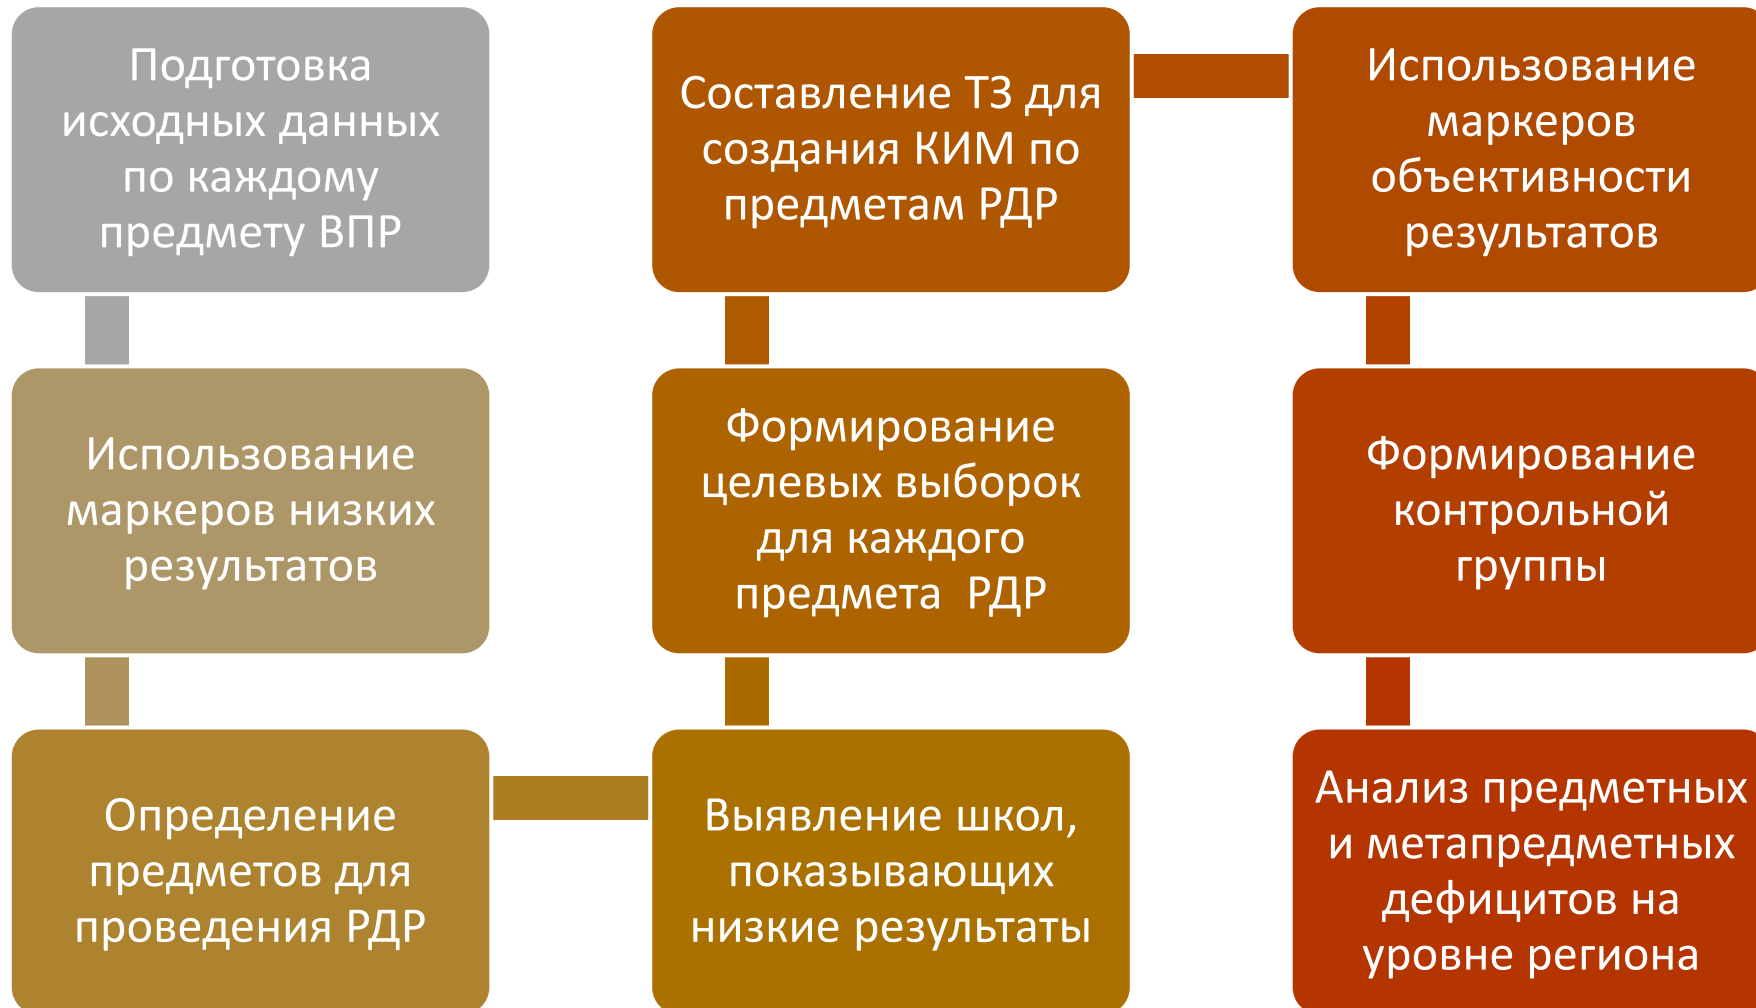 Подготовка
исходных данных
по каждому
предмету ВПР
Использование
маркеров низких
результатов
Определение
предметов для
проведения РДР
Выявление школ,
показывающих
низкие результаты
Формирование
целевых выборок
для каждого
предмета РДР
Составление ТЗ для
создания КИМ по
предметам РДР
Использование
маркеров
объективности
результатов
Формирование
контрольной
группы
Анализ предметных
и метапредметных
дефицитов на
уровне региона